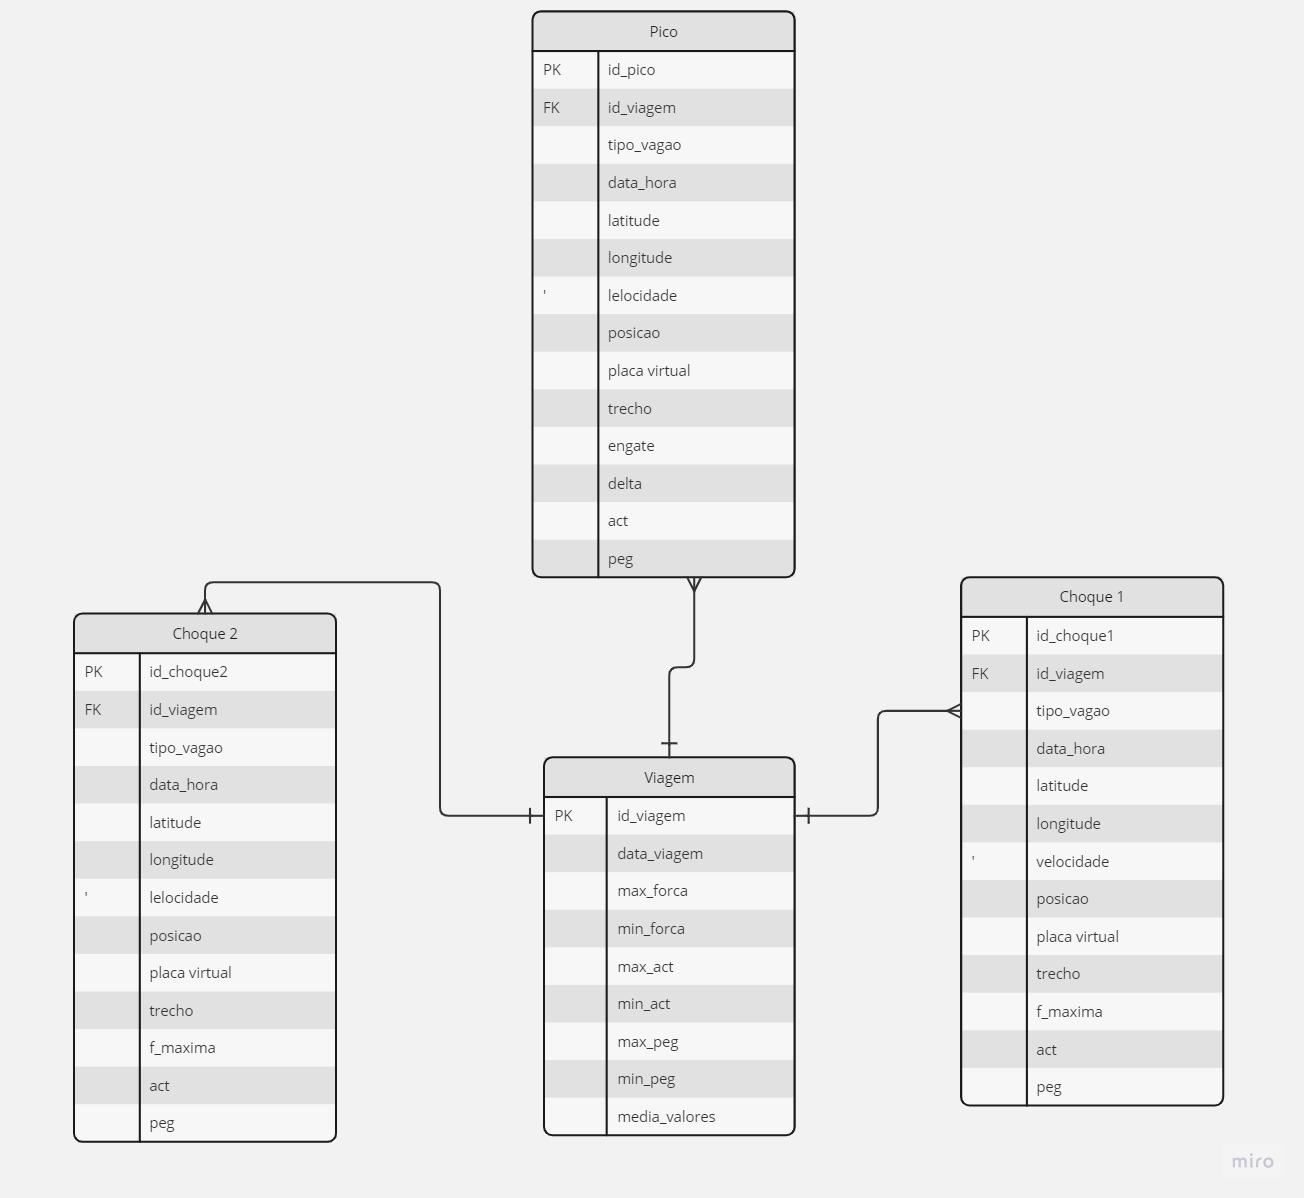 Pico
PK id_pico
FK id_viagem
tipo_vagao
data_hora
latitude
longitude
' lelocidade
posicao
placa virtual
trecho
engate
delta
act
peg
Choque 2
PK id_choque2
FK id_viagem
tipo_vagao
data_hora
latitude
longitude
' lelocidade
posicao
placa virtual
trecho
f_maxima
act
peg
Viagem
PK id_viagem
data_viagem
max_forca
min_forca
max_act
min_act
max_peg
min_peg
media_valores
Choque 1
PK id_choque1
FK id_viagem
tipo_vagao
data_hora
latitude
longitude
' velocidade
posicao
placa virtual
trecho
f_maxima
act
peg
miro